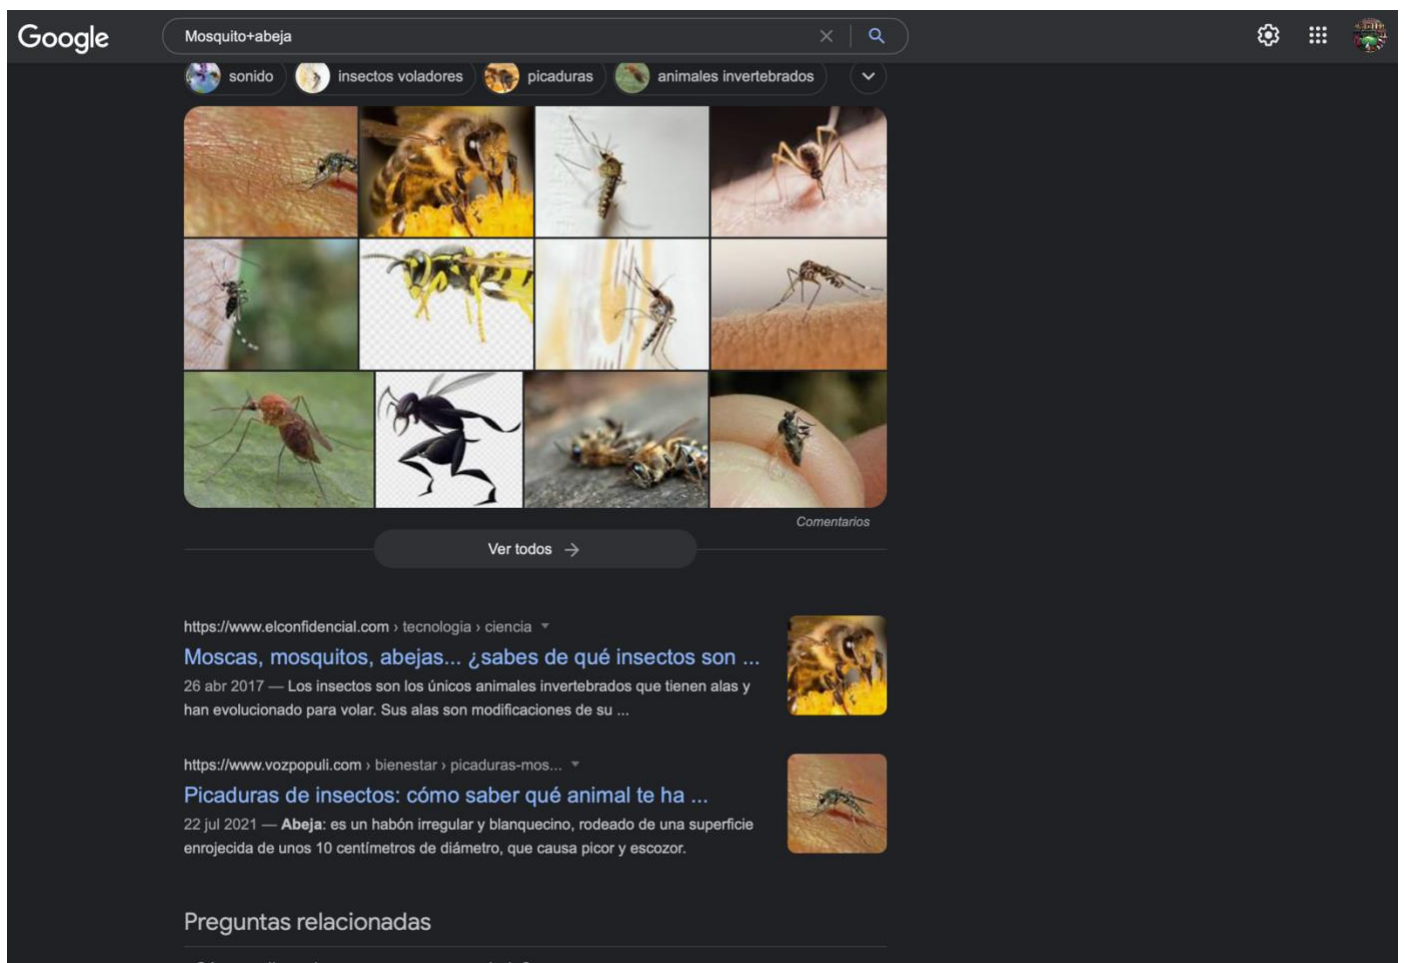 Google
Mosquito+abeja
sonido
insectos voladores
picaduras
animales invertebrados
Comentarios
Ver todos →
https://www.elconfidencial.com › tecnologia › ciencia
Moscas, mosquitos, abejas... ¿sabes de qué insectos son ...
26 abr 2017 — Los insectos son los únicos animales invertebrados que tienen alas y
han evolucionado para volar. Sus alas son modificaciones de su ...
https://www.vozpopuli.com › bienestar › picaduras-mos...
Picaduras de insectos: cómo saber qué animal te ha ...
22 jul 2021 — Abeja: es un habón irregular y blanquecino, rodeado de una superficie
enrojecida de unos 10 centímetros de diámetro, que causa picor y escozor.
Preguntas relacionadas